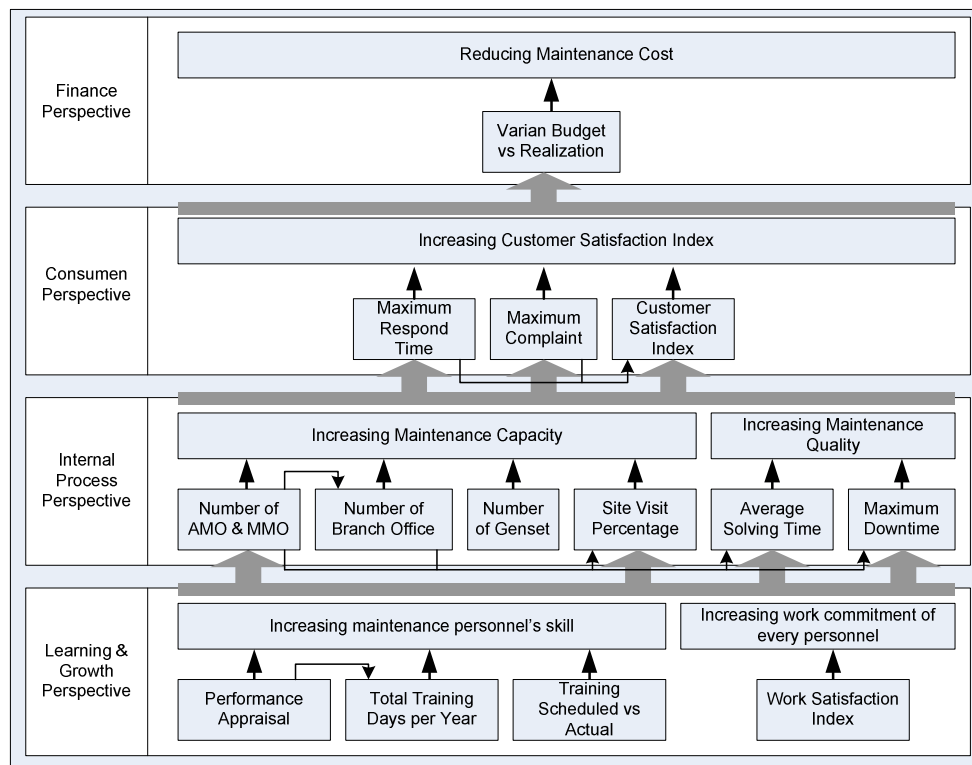 Finance
Perspective
Reducing Maintenance Cost
Varian Budget
vs Realization
Consumen
Perspective
Increasing Customer Satisfaction Index
Maximum
Respond
Time
Maximum
Complaint
Customer
Satisfaction
Index
Internal
Process
Perspective
Increasing Maintenance Capacity
Increasing Maintenance
Quality
Number of
AMO & MMO
Number of
Branch Office
Number
of Genset
Site Visit
Percentage
Average
Solving Time
Maximum
Downtime
Learning &
Growth
Perspective
Increasing maintenance personnel's skill
Increasing work commitment of
every personnel
Performance
Appraisal
Total Training
Days per Year
Training
Scheduled vs
Actual
Work Satisfaction
Index